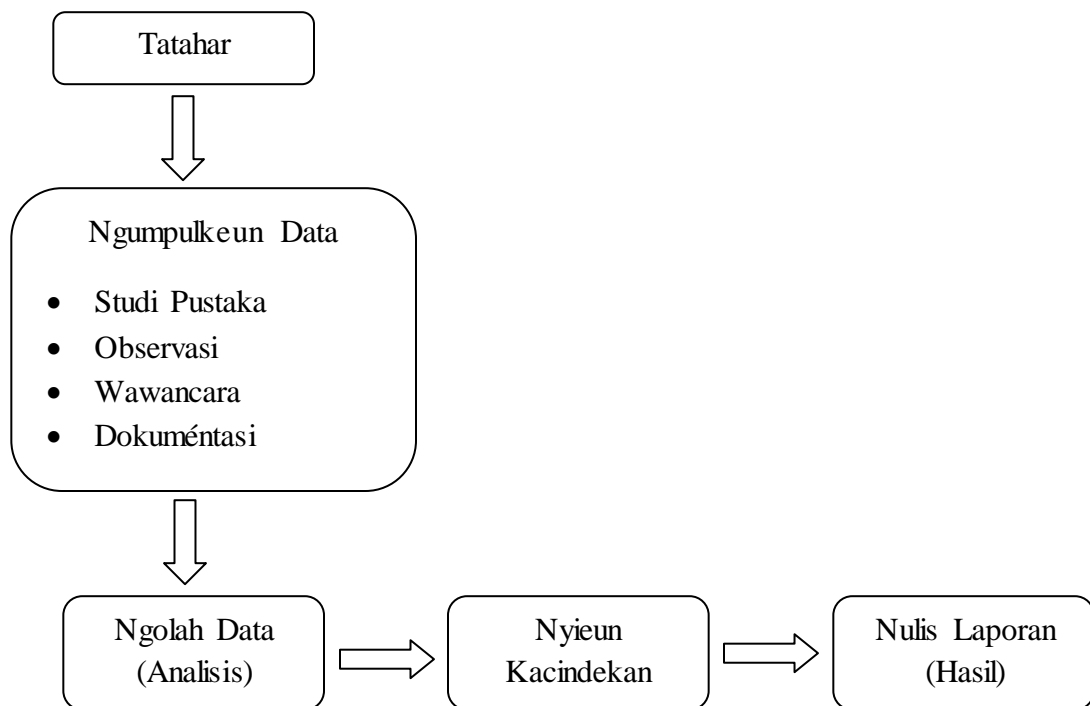 Tatahar
Ngumpulkeun Data
• Studi Pustaka
• Observasi
• Wawancara
• Dokuméntasi
Ngolah Data
(Analisis)
Nyieun
Kacindekan
Nulis Laporan
(Hasil)